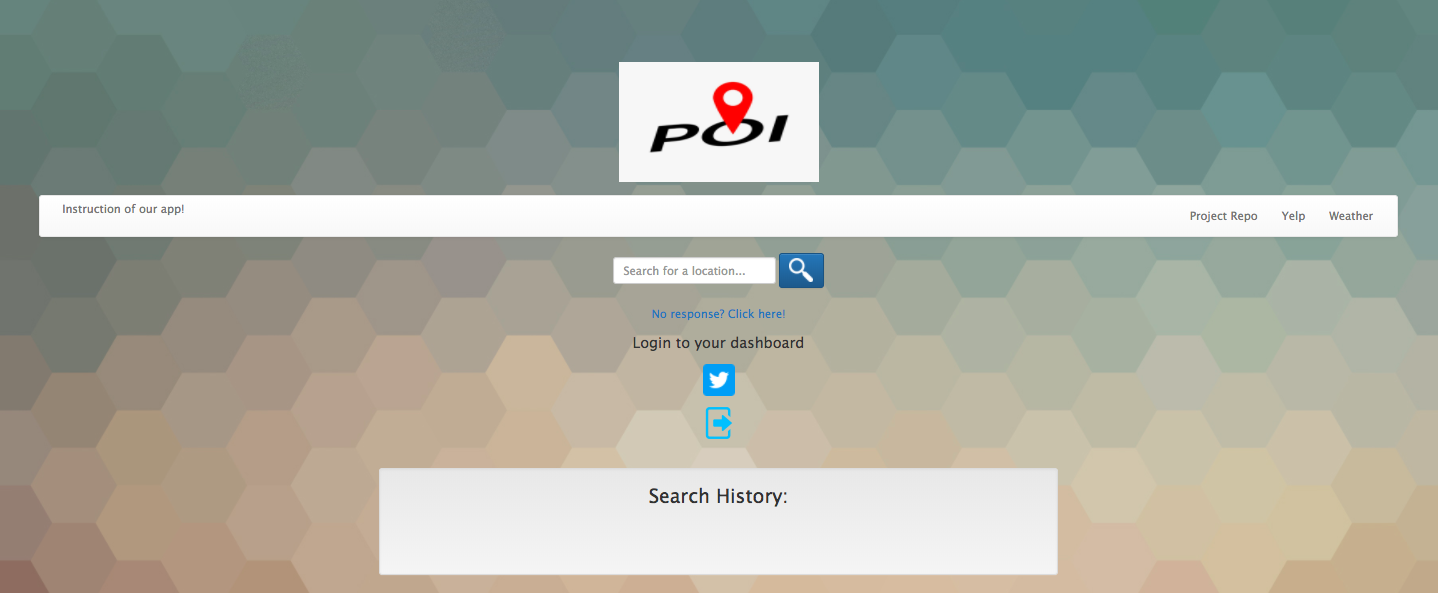 POI
Instruction of our app!
Project Repo Yelp Weather
Search for a location...
No response? Click here!
Login to your dashboard
Search History: